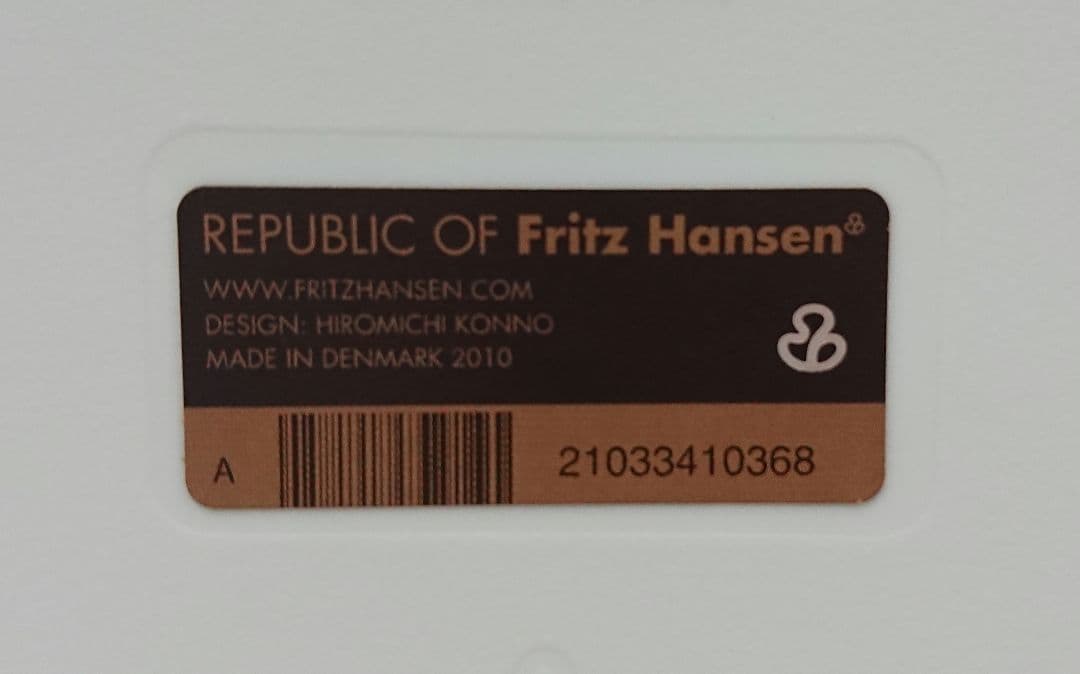 REPUBLIC OF Fritz Hansen
WWW.FRITZHANSEN.COM
DESIGN: HIROMICHI KONNO
MADE IN DENMARK 2010
A
21033410368